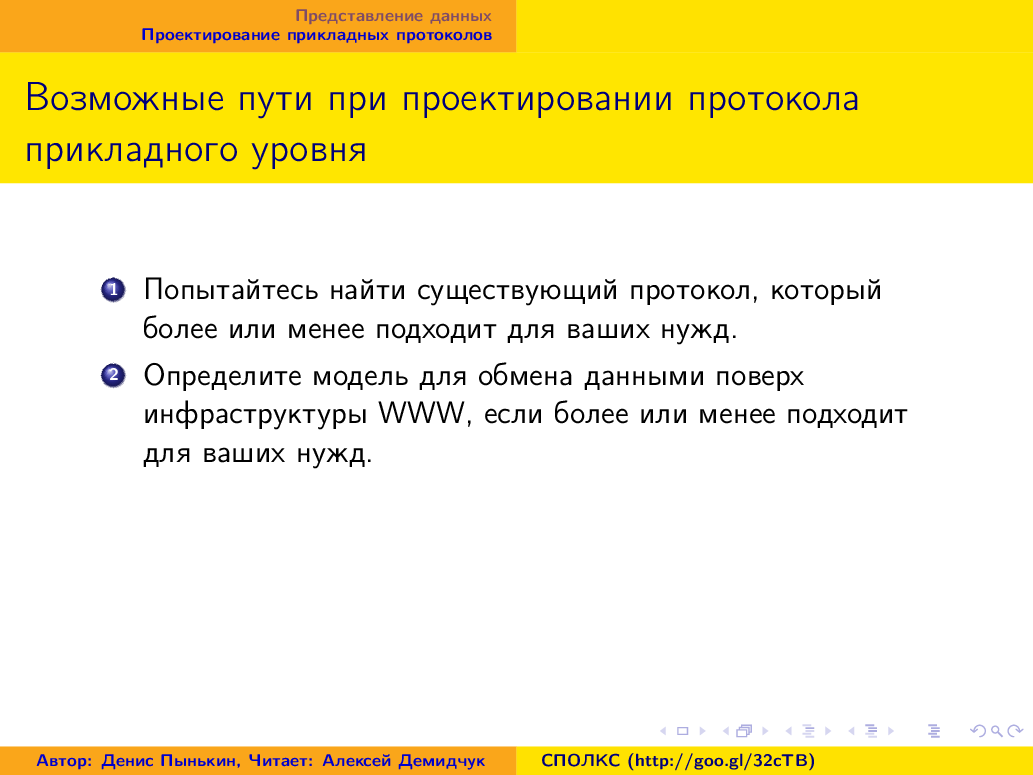 Представление данных
Проектирование прикладных протоколов
Возможные пути при проектировании протокола
прикладного уровня
1 Попытайтесь найти существующий протокол, который
более или менее подходит для ваших нужд.
2 Определите модель для обмена данными поверх
инфраструктуры WWW, если более или менее подходит
для ваших нужд.
Автор: Денис Пынькин, Читает: Алексей Демидчук
СПОЛКС (http://goo.gl/32cTB)